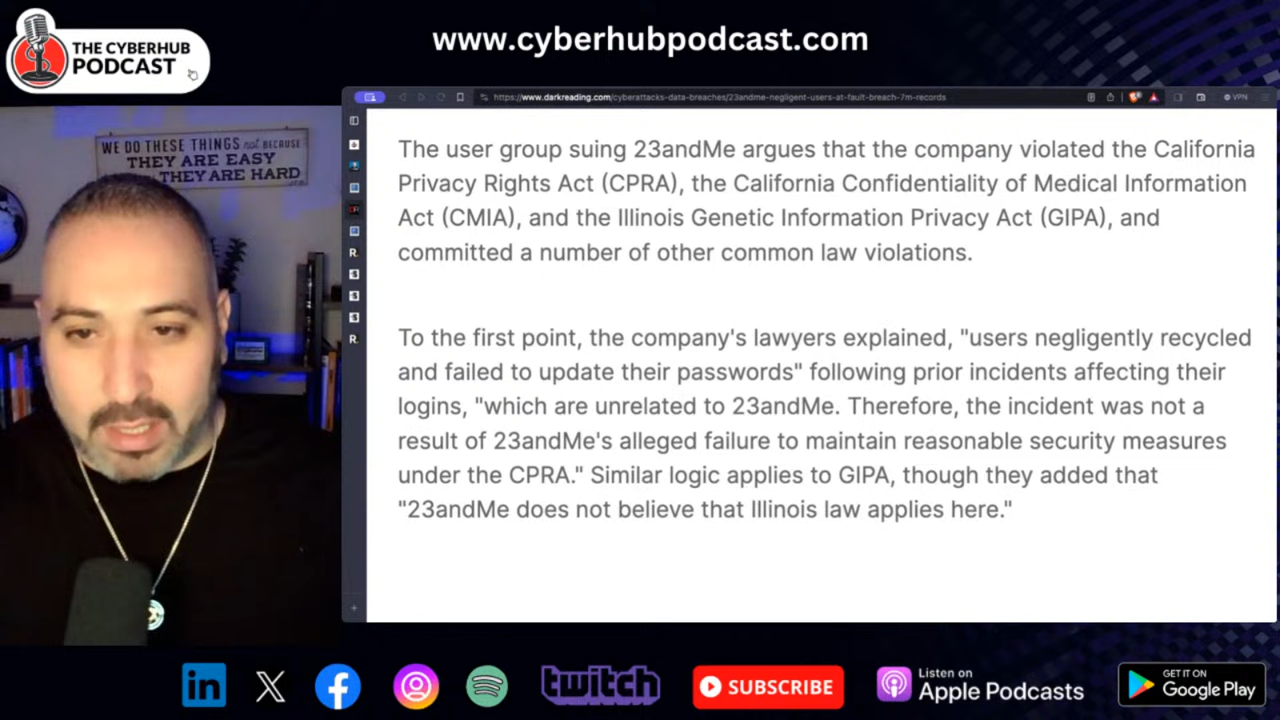 www.cyberhubpodcast.com
THE CYBERHUB
PODCAST
https://www.darkreading.com/cyberattacks-data-breaches/23andme-negligent-users-at-fault-breach-7m-records
VPN
WE DO THESE THINGS not BECAUSE
THEY ARE EASY
THEY ARE HARD
The user group suing 23andMe argues that the company violated the California
Privacy Rights Act (CPRA), the California Confidentiality of Medical Information
Act (CMIA), and the Illinois Genetic Information Privacy Act (GIPA), and
committed a number of other common law violations.
To the first point, the company's lawyers explained, "users negligently recycled
and failed to update their passwords" following prior incidents affecting their
logins, "which are unrelated to 23andMe. Therefore, the incident was not a
result of 23andMe's alleged failure to maintain reasonable security measures
under the CPRA." Similar logic applies to GIPA, though they added that
"23andMe does not believe that Illinois law applies here."
in
twitch
SUBSCRIBE
Listen on
Apple Podcasts
GET IT ON
Google Play